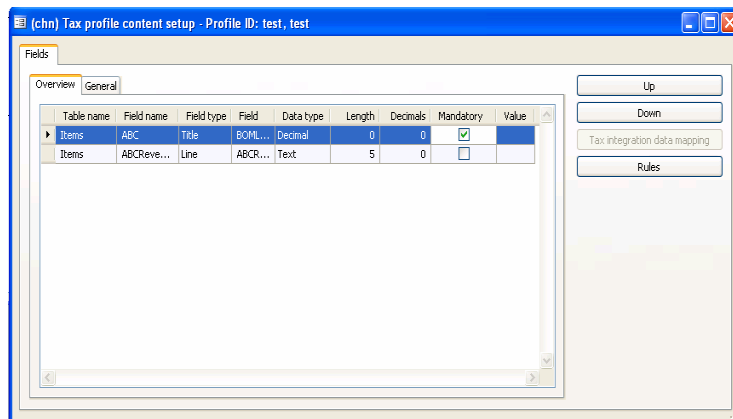 (chn) Tax profile content setup - Profile ID: test, test
Fields
Overview General
Up
Down
Tax integration data mapping
Rules
Table name Field name Field type Field Data type Length Decimals Mandatory Value
Items ABC Title BOML... Decimal 0 0
Items ABCReve... Line ABCR... Text 5 0